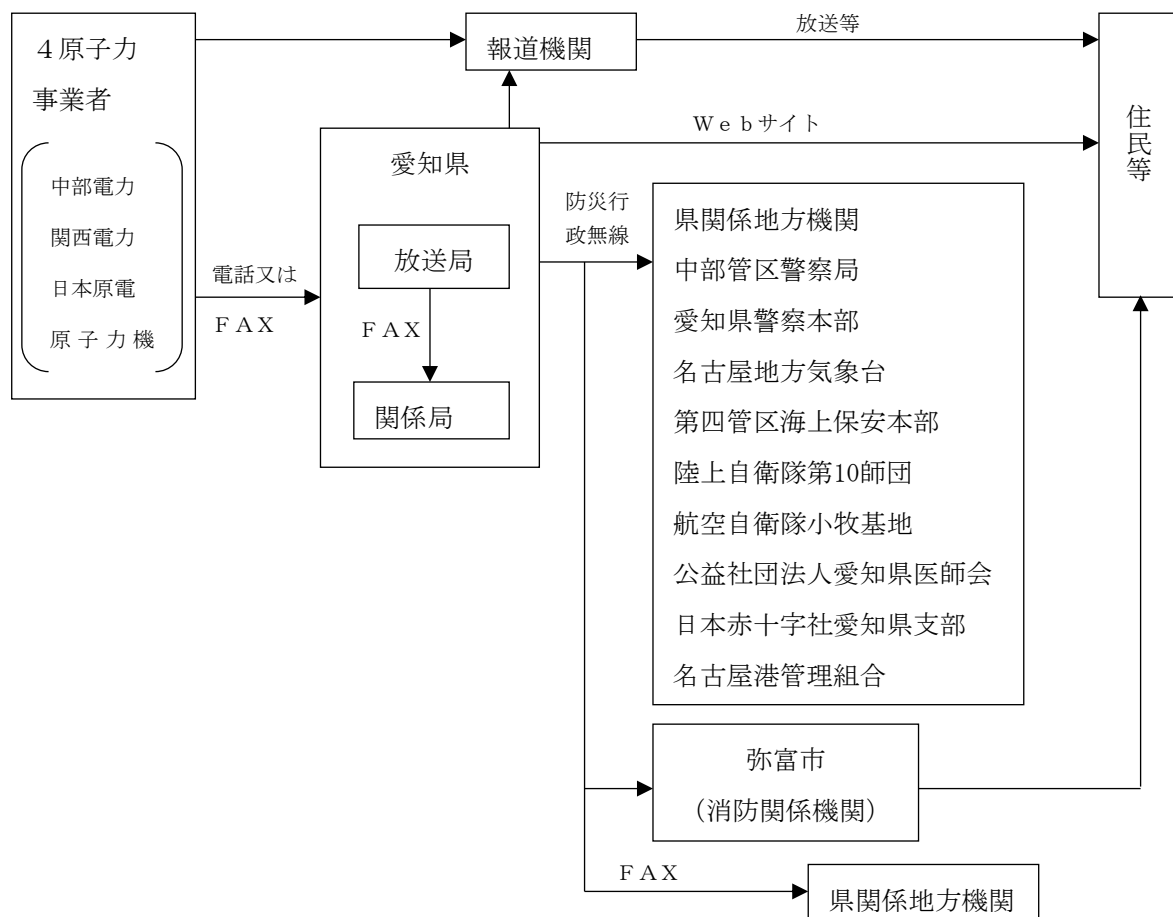 ４原子力
事業者
中部電力
関西電力
日本原電
原子力機
電話又は
ＦＡＸ
報道機関
放送等
Ｗｅｂサイト
住民等
愛知県
放送局
ＦＡＸ
関係局
防災行
政無線
県関係地方機関
中部管区警察局
愛知県警察本部
名古屋地方気象台
第四管区海上保安本部
陸上自衛隊第10師団
航空自衛隊小牧基地
公益社団法人愛知県医師会
日本赤十字社愛知県支部
名古屋港管理組合
弥富市
（消防関係機関）
ＦＡＸ
県関係地方機関